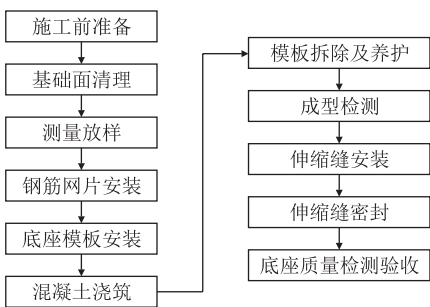 施工前准备
基础面清理
测量放样
钢筋网片安装
底座模板安装
混凝土浇筑
模板拆除及养护
成型检测
伸缩缝安装
伸缩缝密封
底座质量检测验收